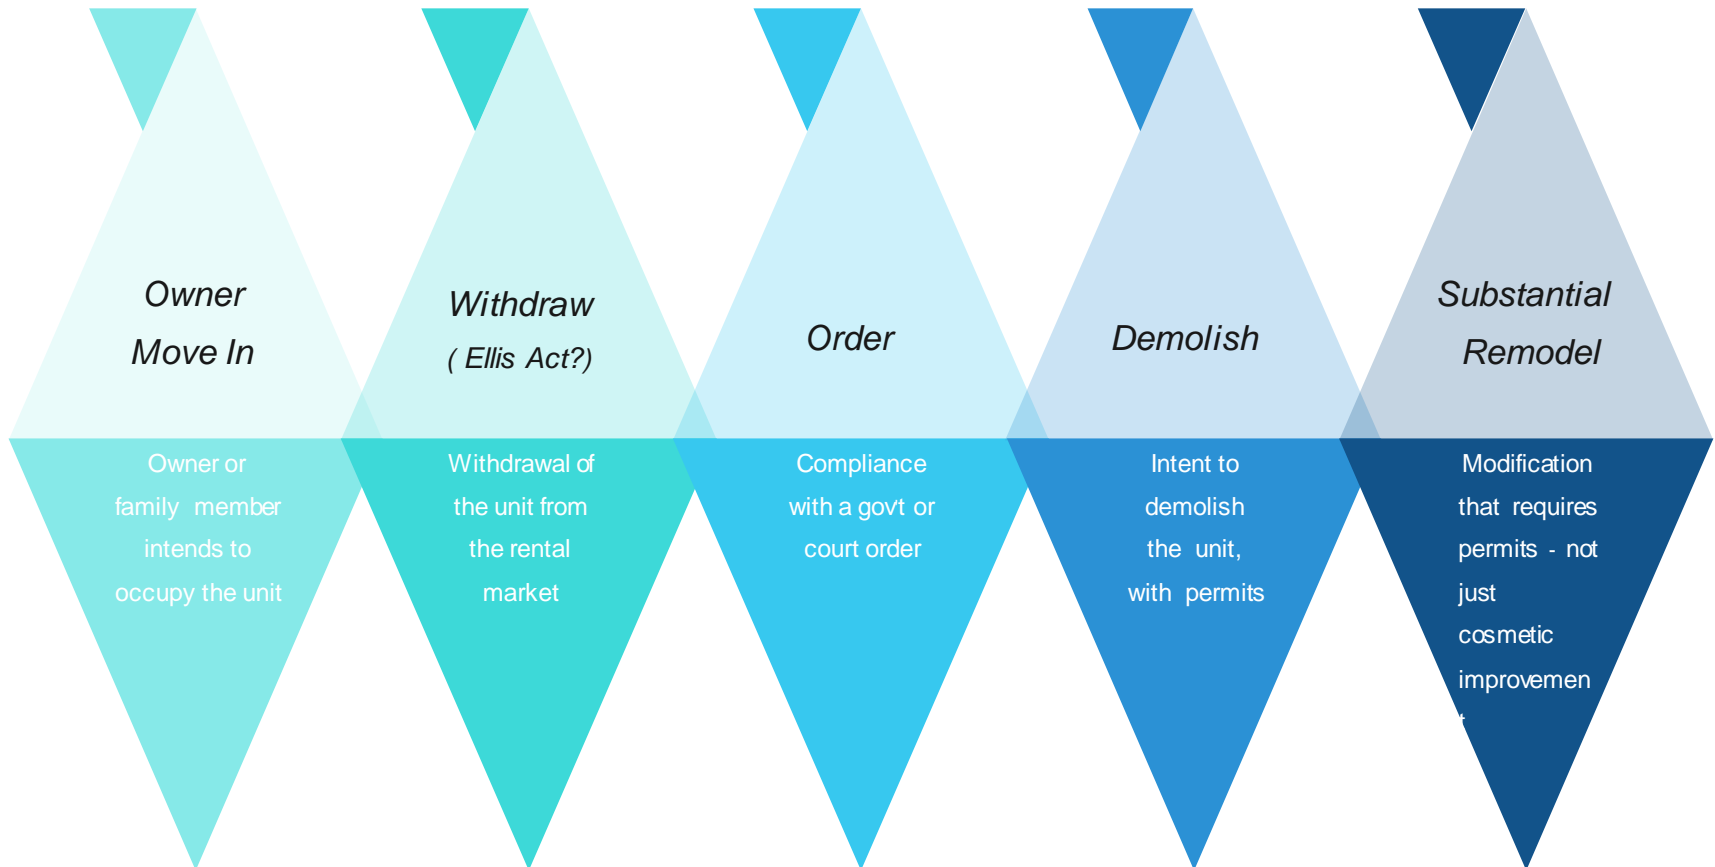 Owner
Move In
Owner or
family member
intends to
occupy the unit
Withdraw
( Ellis Act?)
Withdrawal of
the unit from
the rental
market
Order
Compliance
with a govt or
court order
Demolish
Intent to
demolish
the unit,
with permits
Substantial
Remodel
Modification
that requires
permits - not
just
cosmetic
improvemen
t